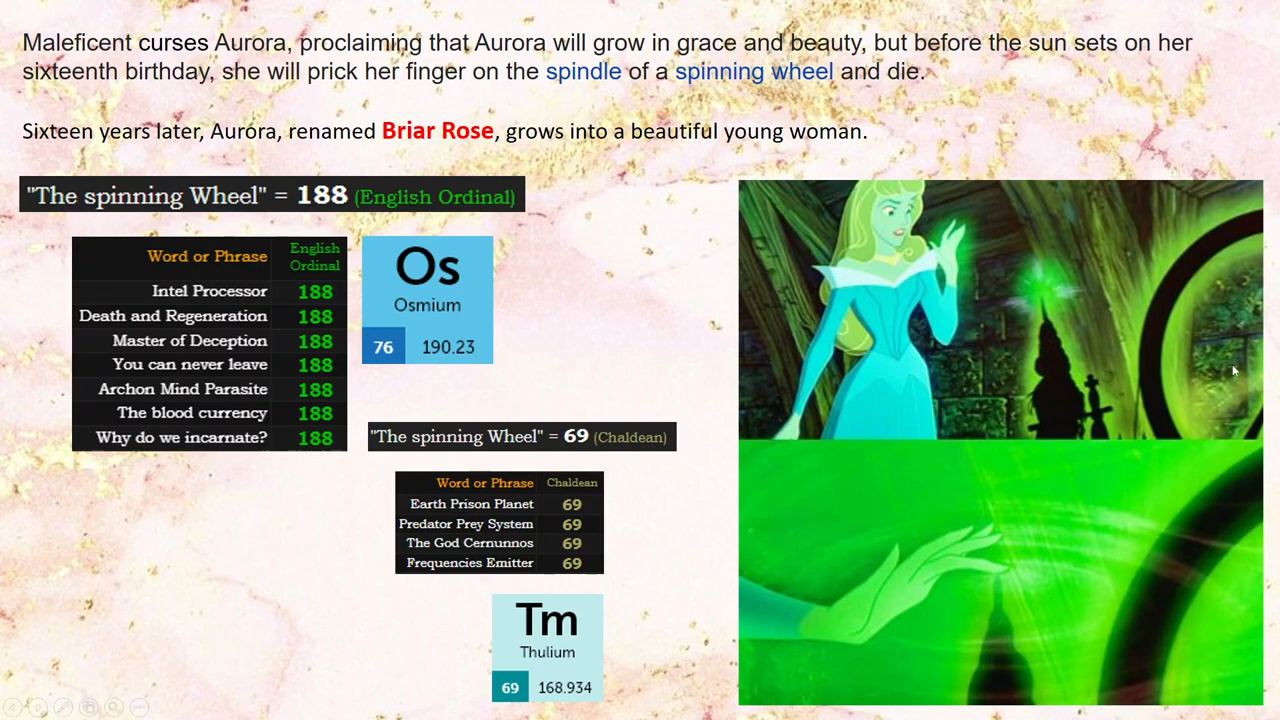 Maleficent curses Aurora, proclaiming that Aurora will grow in grace and beauty, but before the sun sets on her
sixteenth birthday, she will prick her finger on the spindle of a spinning wheel and die.
Sixteen years later, Aurora, renamed Briar Rose, grows into a beautiful young woman.
"The spinning Wheel" = 188 (English Ordinal)
Word or Phrase English Ordinal
Intel Processor 188
Death and Regeneration 188
Master of Deception 188
You can never leave 188
Archon Mind Parasite 188
The blood currency 188
Why do we incarnate? 188
Os
Osmium
76 190.23
"The spinning Wheel" = 69 (Chaldean)
Word or Phrase Chaldean
Earth Prison Planet 69
Predator Prey System 69
The God Cernunnos 69
Frequencies Emitter 69
Tm
Thulium
69 168.934